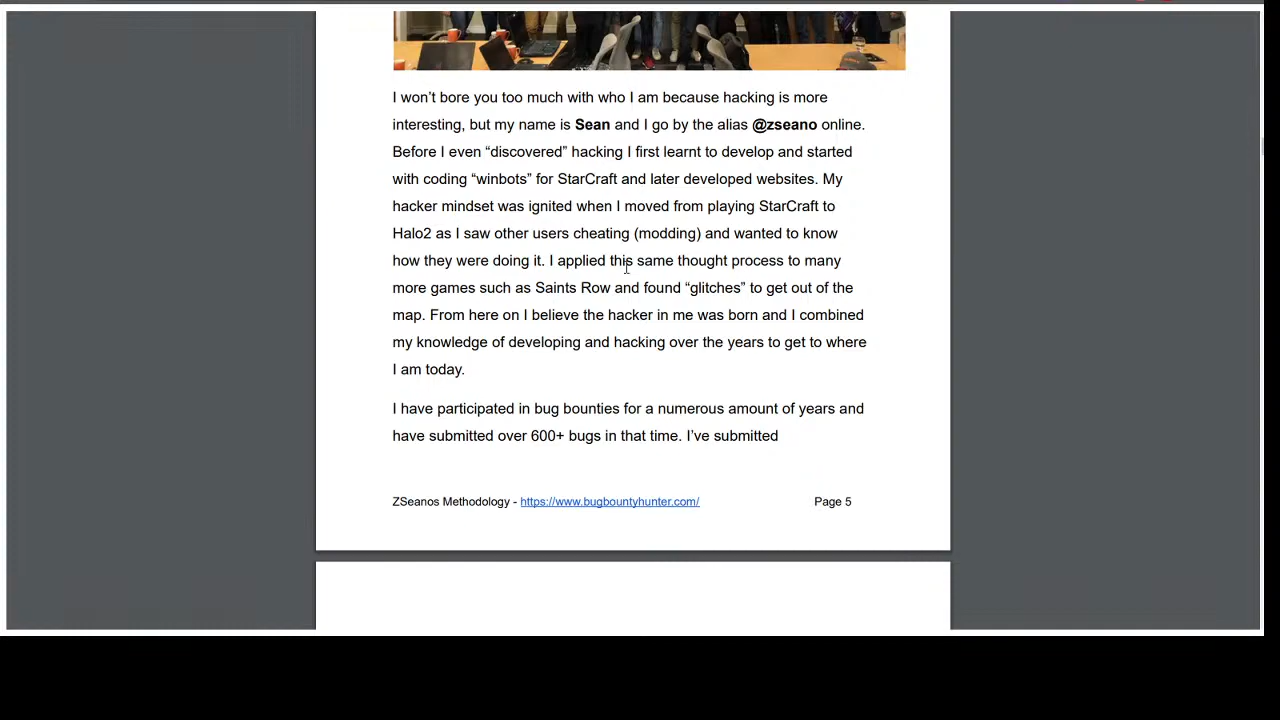 I won’t bore you too much with who I am because hacking is more
interesting, but my name is Sean and I go by the alias @zseano online.
Before I even “discovered” hacking I first learnt to develop and started
with coding “winbots” for StarCraft and later developed websites. My
hacker mindset was ignited when I moved from playing StarCraft to
Halo2 as I saw other users cheating (modding) and wanted to know
how they were doing it. I applied this same thought process to many
more games such as Saints Row and found “glitches” to get out of the
map. From here on I believe the hacker in me was born and I combined
my knowledge of developing and hacking over the years to get to where
I am today.
I have participated in bug bounties for a numerous amount of years and
have submitted over 600+ bugs in that time. I’ve submitted
ZSeanos Methodology - https://www.bugbountyhunter.com/ Page 5